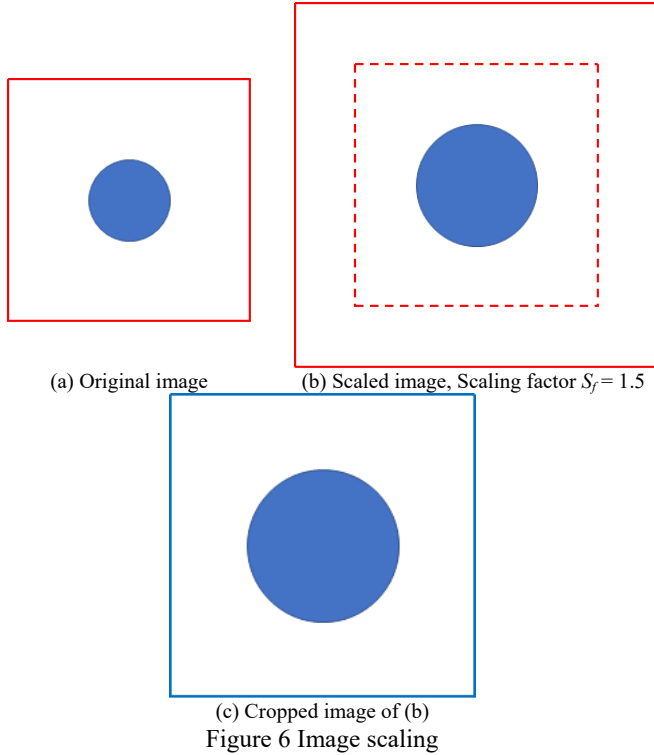 (a) Original image
(b) Scaled image, Scaling factor Sf = 1.5
(c) Cropped image of (b)
Figure 6 Image scaling